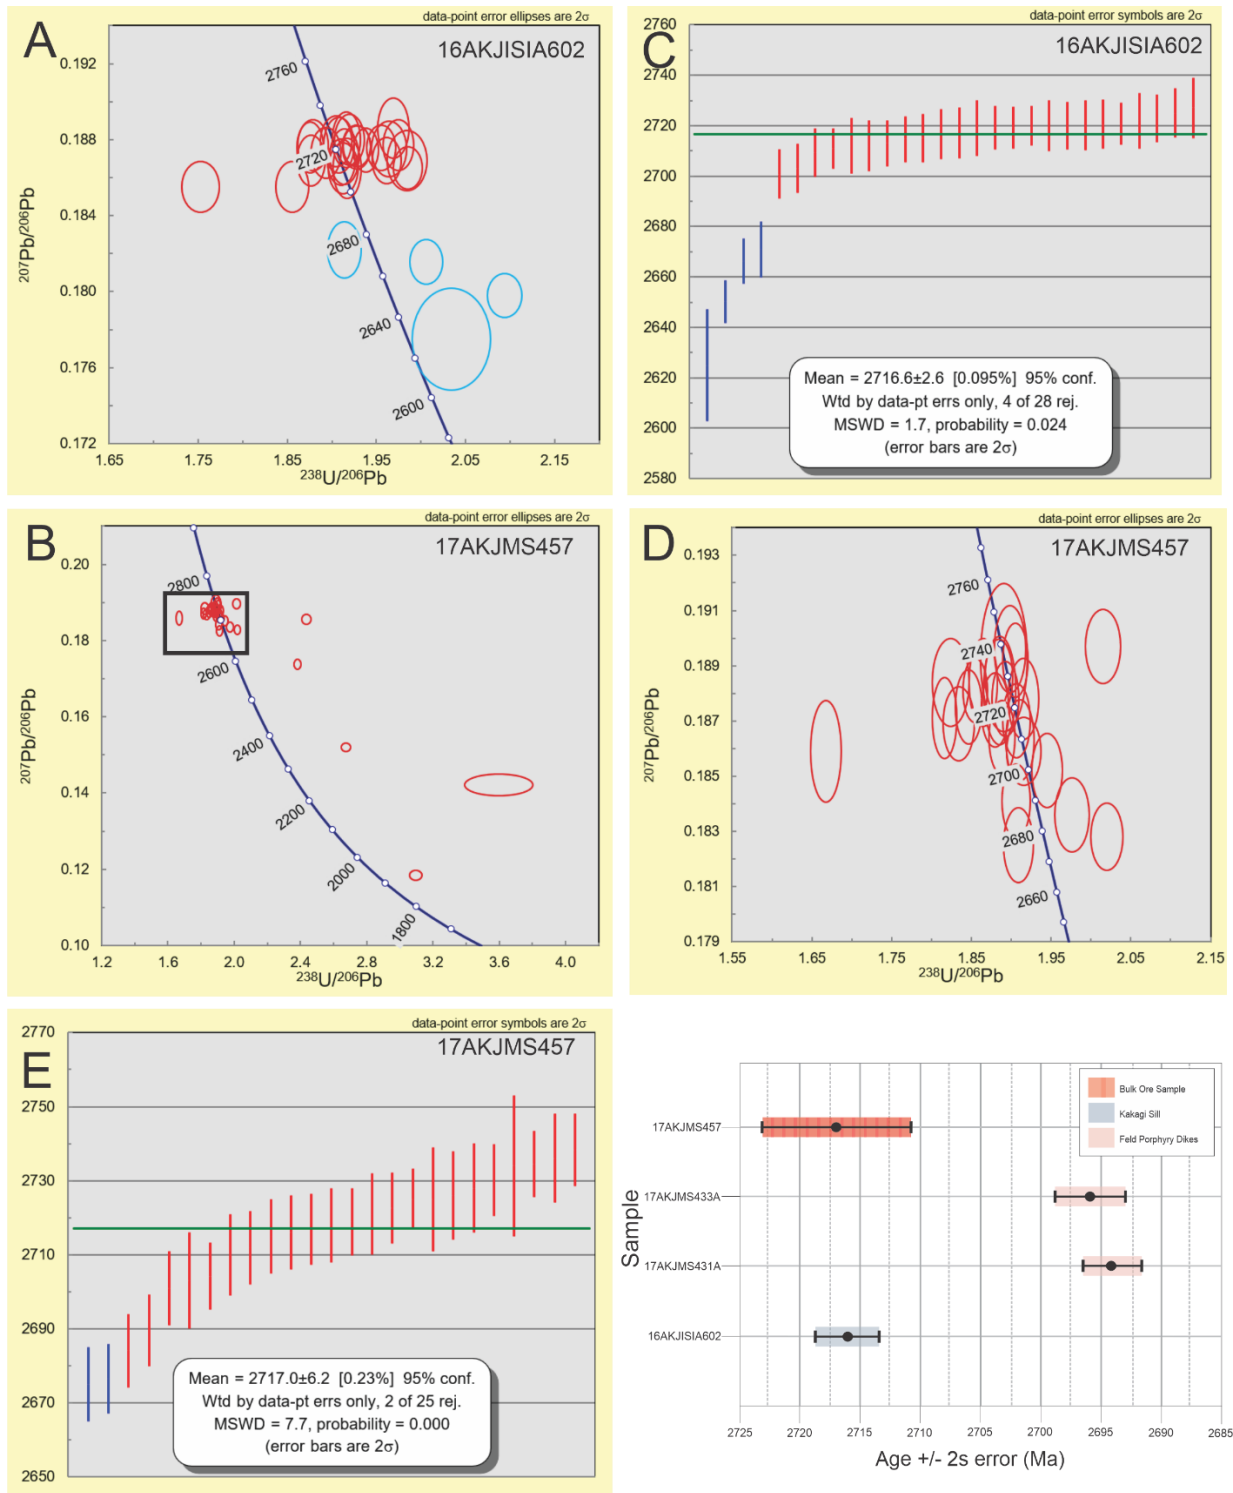 data-point error ellipses are 2σ
A
16AKJISIA602
0.192
0.188
0.184
0.180
0.176
0.172
207Pb/206Pb
2760
2720
2680
2640
2600
1.65
1.75
1.85
1.95
2.05
2.15
238U/206Pb
data-point error symbols are 2σ
C
16AKJISIA602
2760
2740
2720
2700
2680
2660
2640
2620
2600
2580
Mean = 2716.6±2.6 [0.095%] 95% conf.
Wtd by data-pt errs only, 4 of 28 rej.
MSWD = 1.7, probability = 0.024
(error bars are 2σ)
data-point error ellipses are 2σ
B
17AKJMS457
0.20
0.18
0.16
0.14
0.12
0.10
207Pb/206Pb
2800
2600
2400
2200
2000
1800
1.2
1.6
2.0
2.4
2.8
3.2
3.6
4.0
238U/206Pb
data-point error ellipses are 2σ
D
17AKJMS457
0.193
0.191
0.189
0.187
0.185
0.183
0.181
0.179
207Pb/206Pb
2760
2740
2720
2700
2680
2660
1.55
1.65
1.75
1.85
1.95
2.05
2.15
238U/206Pb
data-point error symbols are 2σ
E
17AKJMS457
2770
2750
2730
2710
2690
2670
2650
Mean = 2717.0±6.2 [0.23%] 95% conf.
Wtd by data-pt errs only, 2 of 25 rej.
MSWD = 7.7, probability = 0.000
(error bars are 2σ)
Bulk Ore Sample
Kakagi Sill
Feld Porphyry Dikes
Sample
17AKJMS457
17AKJMS433A
17AKJMS431A
16AKJISIA602
2725
2720
2715
2710
2705
2700
2695
2690
2685
Age +/- 2s error (Ma)